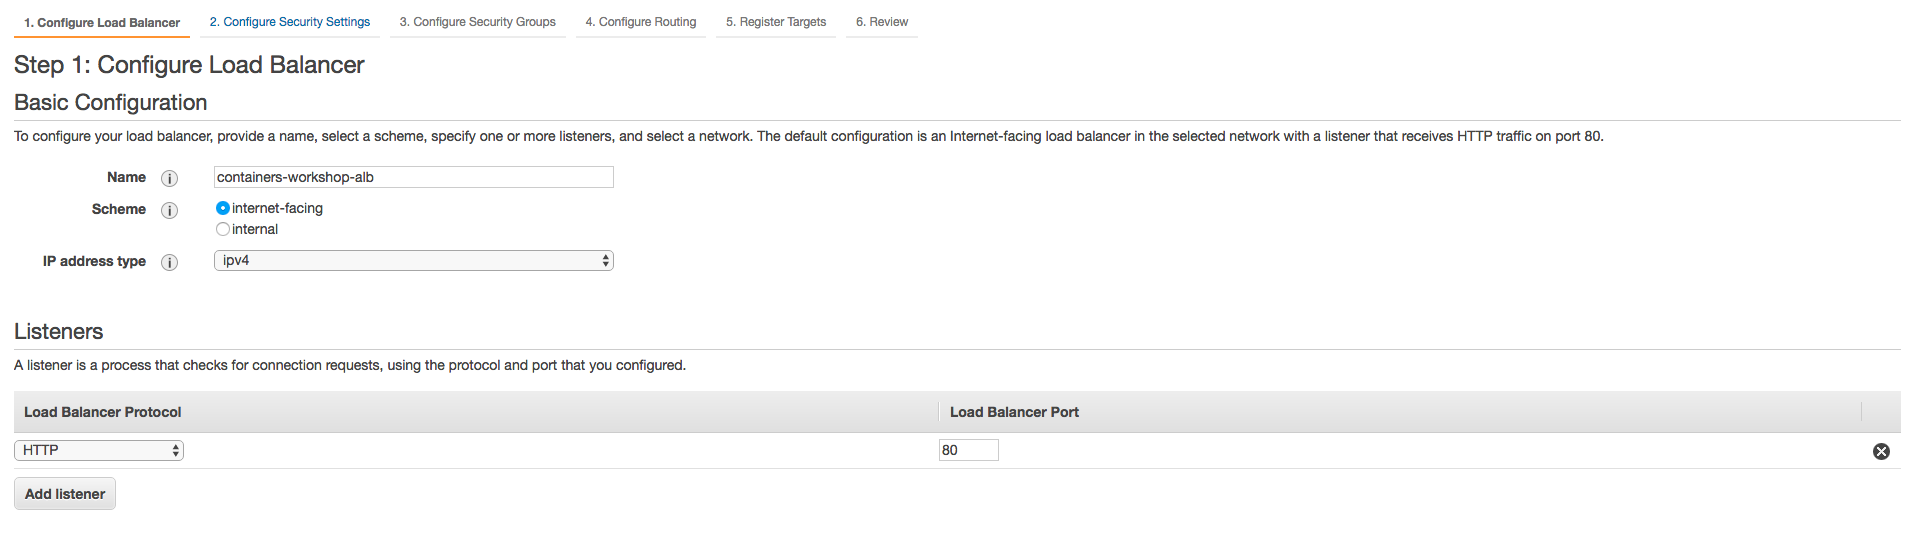 1. Configure Load Balancer 2. Configure Security Settings 3. Configure Security Groups 4. Configure Routing 5. Register Targets 6. Review
Step 1: Configure Load Balancer
Basic Configuration
To configure your load balancer, provide a name, select a scheme, specify one or more listeners, and select a network. The default configuration is an Internet-facing load balancer in the selected network with a listener that receives HTTP traffic on port 80.
Name i containers-workshop-alb
Scheme i internet-facing
internal
IP address type i ipv4
Listeners
A listener is a process that checks for connection requests, using the protocol and port that you configured.
Load Balancer Protocol Load Balancer Port
HTTP 80
Add listener